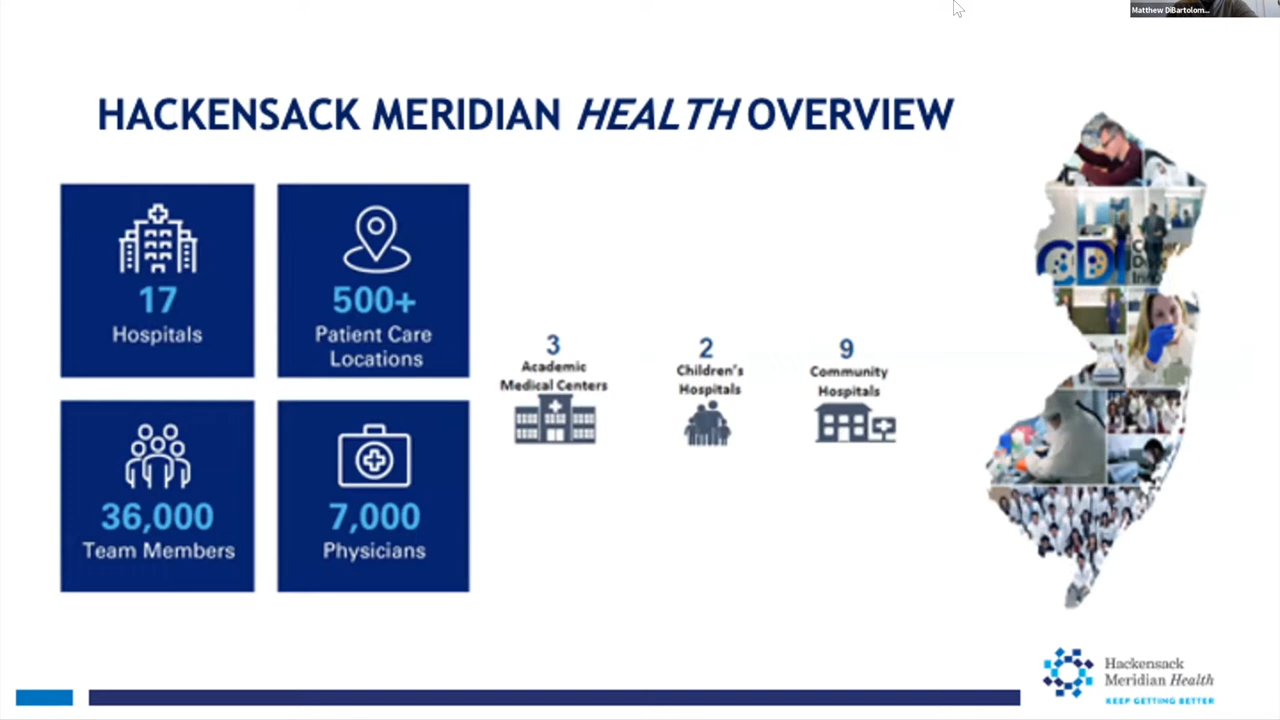 Matthew DiBartolom...
HACKENSACK MERIDIAN HEALTH OVERVIEW
17
Hospitals
500+
Patient Care
Locations
36,000
Team Members
7,000
Physicians
3
Academic
Medical Centers
2
Children's
Hospitals
9
Community
Hospitals
CDI
Hackensack
Meridian Health
KEEP GETTING BETTER